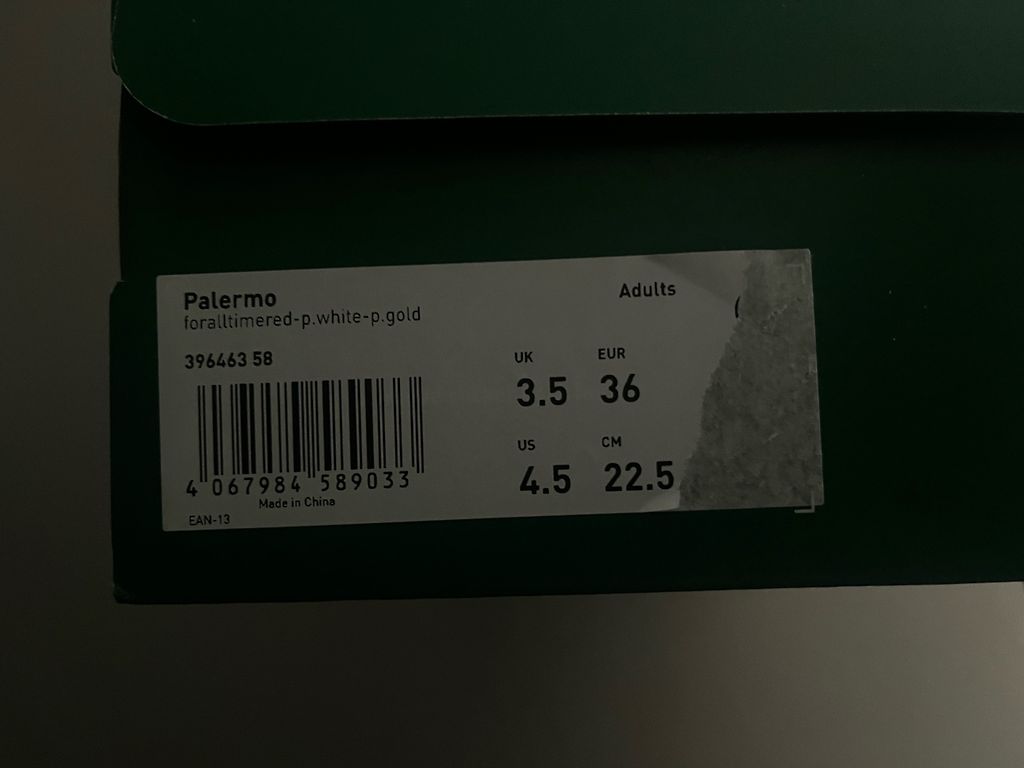 Palermo
foralltimered-p.white-p.gold
Adults
396463 58
UK EUR
3.5 36
US CM
4.5 22.5
4 067984 589033
Made in China
EAN-13